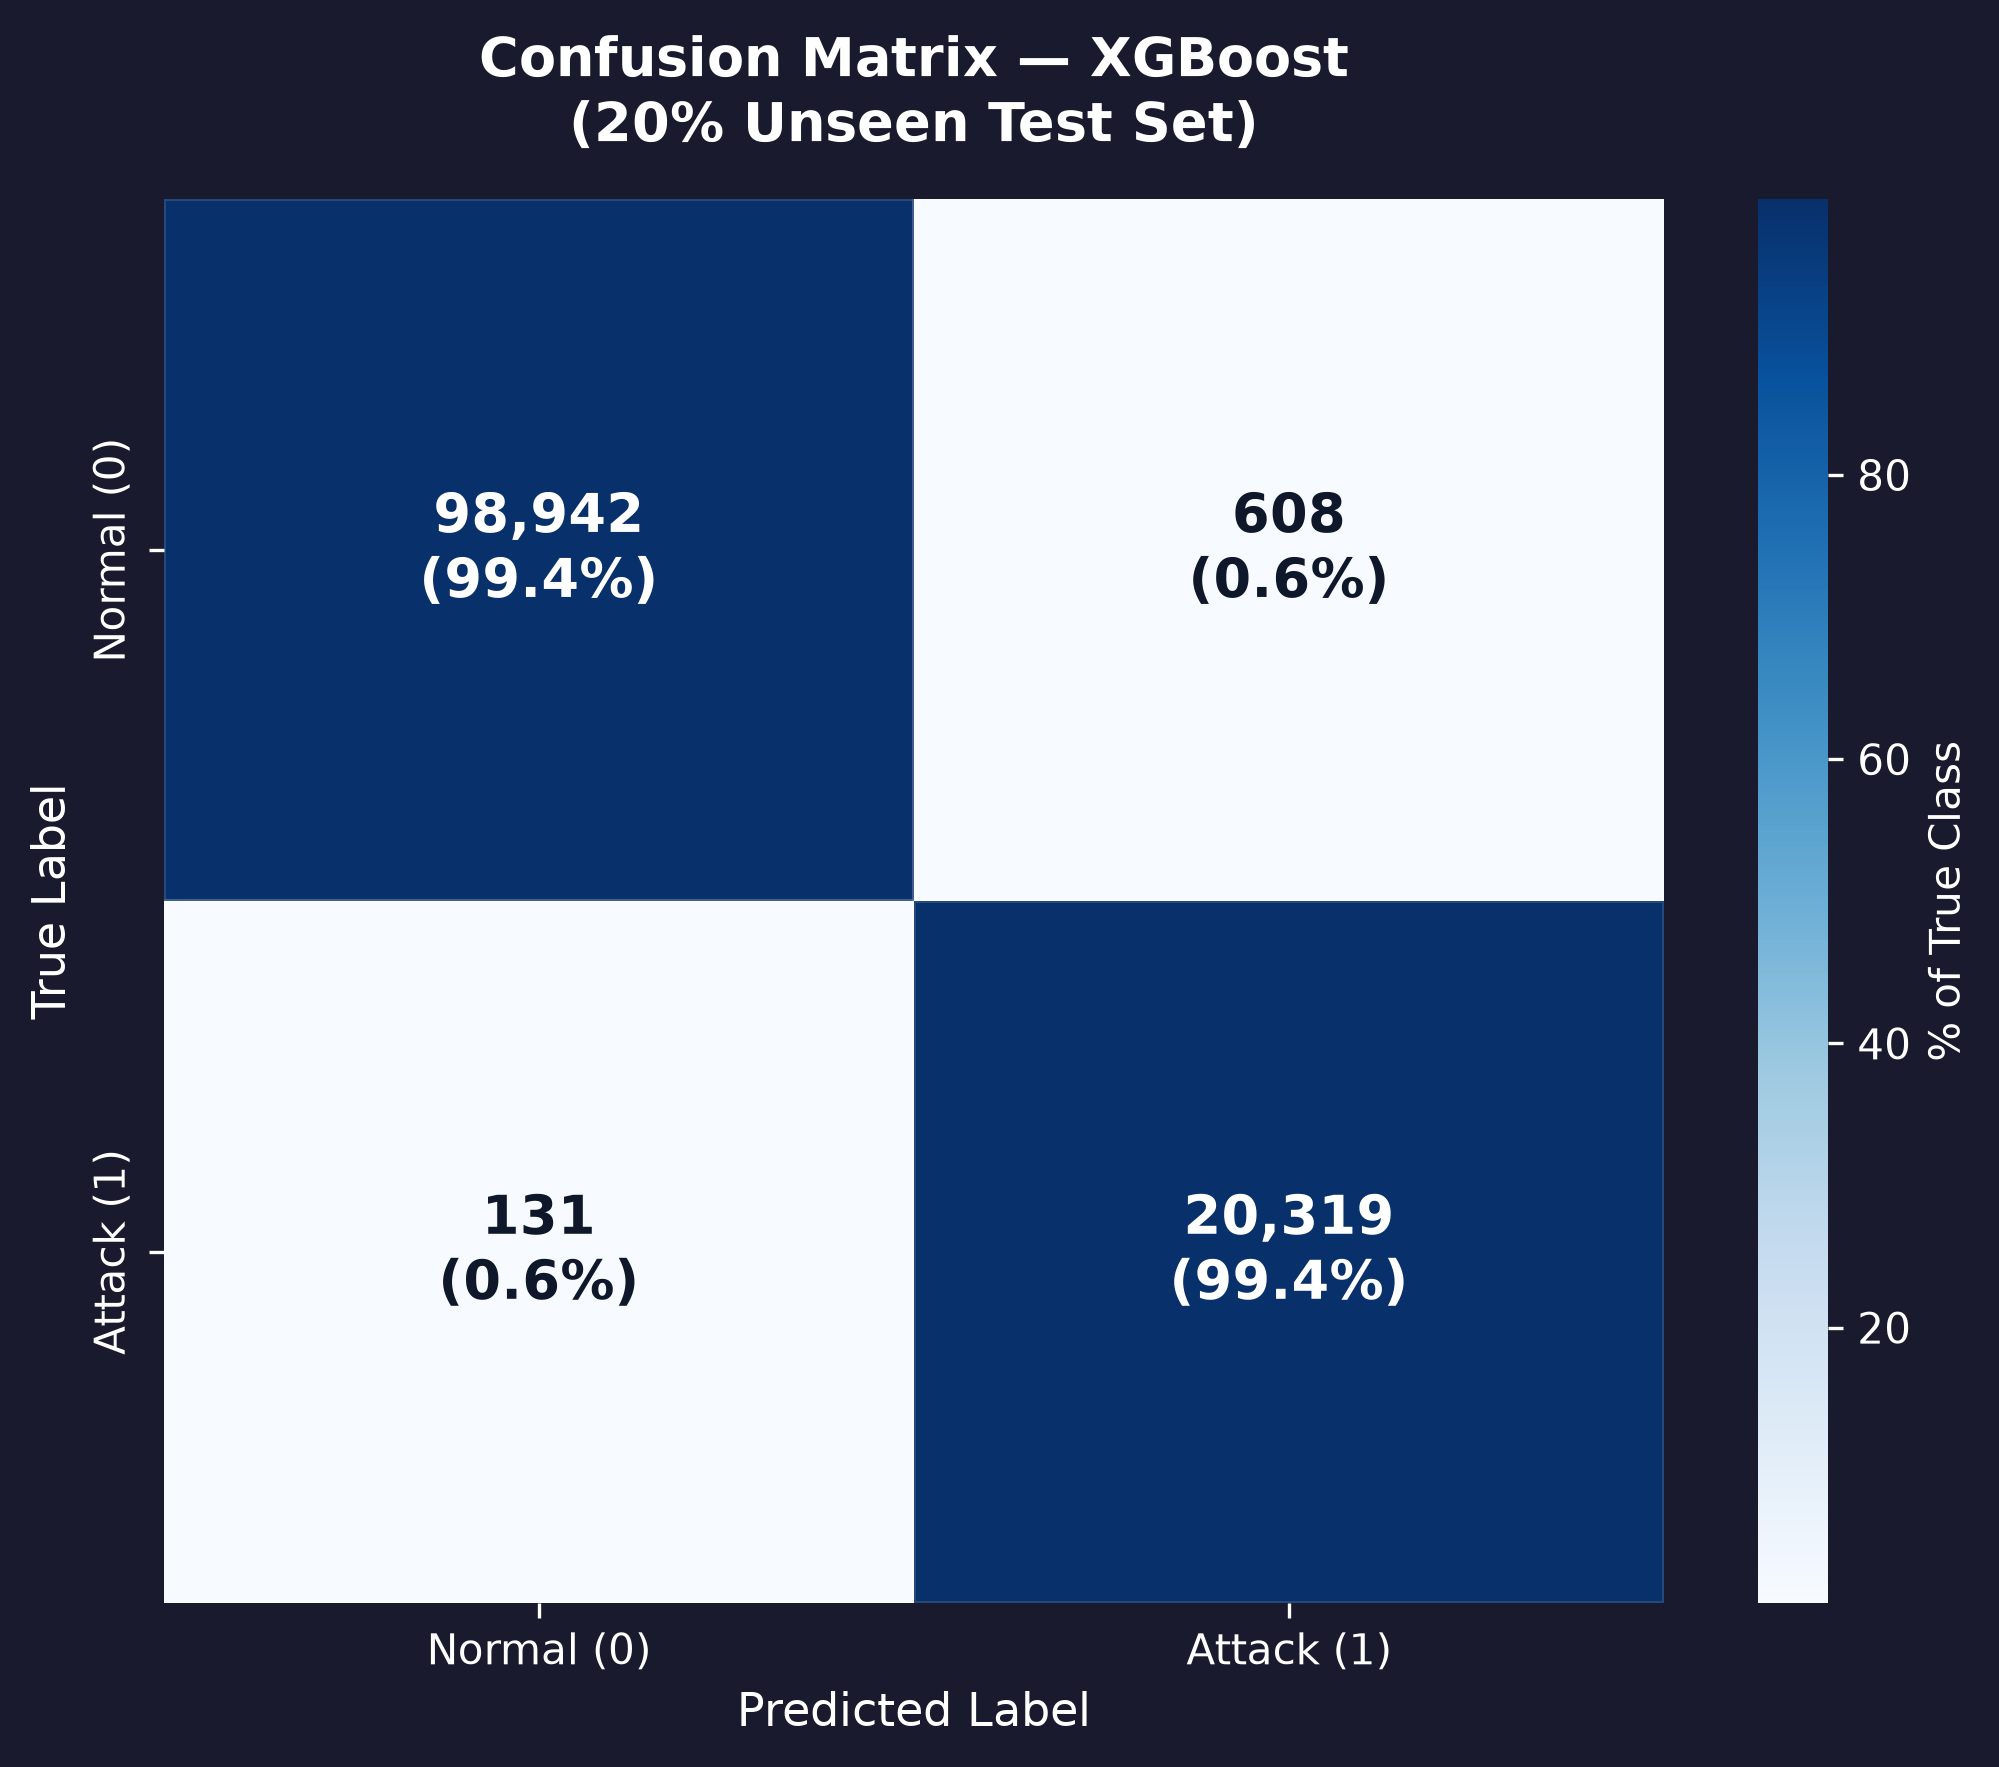 Confusion Matrix — XGBoost
(20% Unseen Test Set)
True Label
Normal (0)
98,942
(99.4%)
608
(0.6%)
Attack (1)
131
(0.6%)
20,319
(99.4%)
Normal (0)
Attack (1)
Predicted Label
80
60
40
20
% of True Class